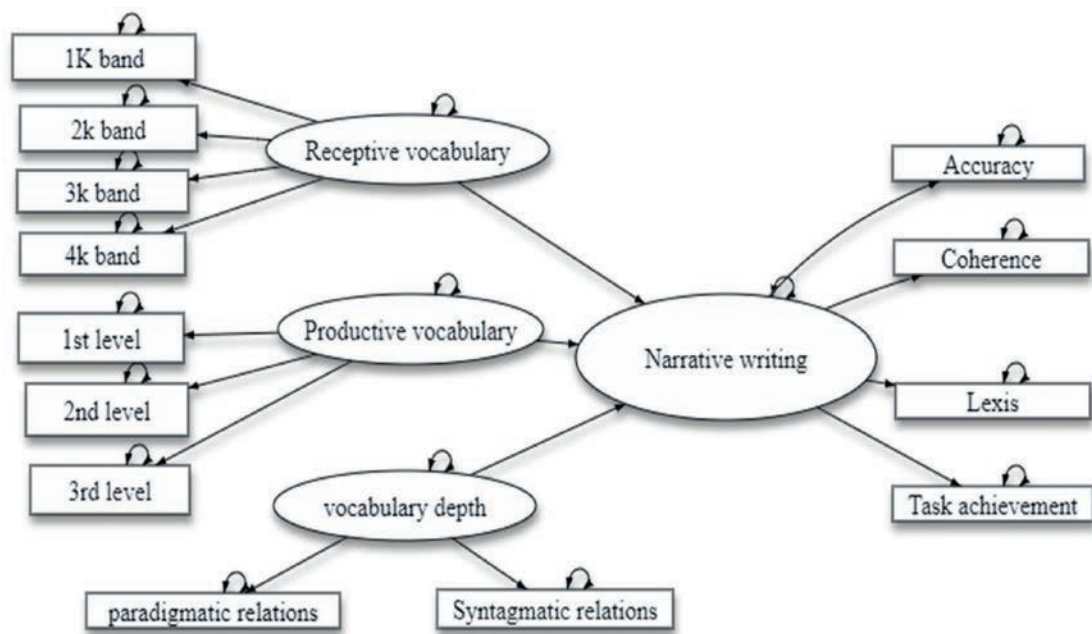 1K band
2k band
3k band
4k band
Receptive vocabulary
1st level
2nd level
3rd level
Productive vocabulary
vocabulary depth
paradigmatic relations
Syntagmatic relations
Narrative writing
Accuracy
Coherence
Lexis
Task achievement